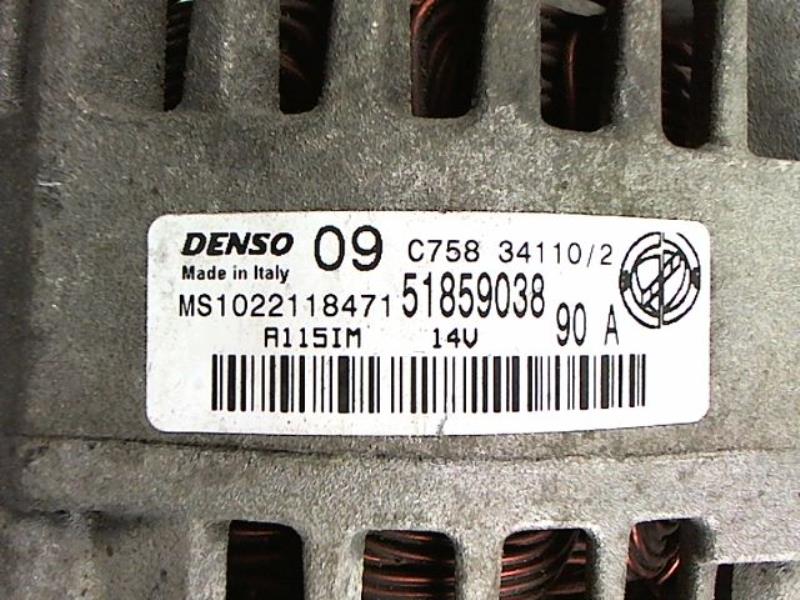 DENSO 09 C758 34110/2
Made in Italy
MS1022118471 51859038 90 A
A115IM 14V